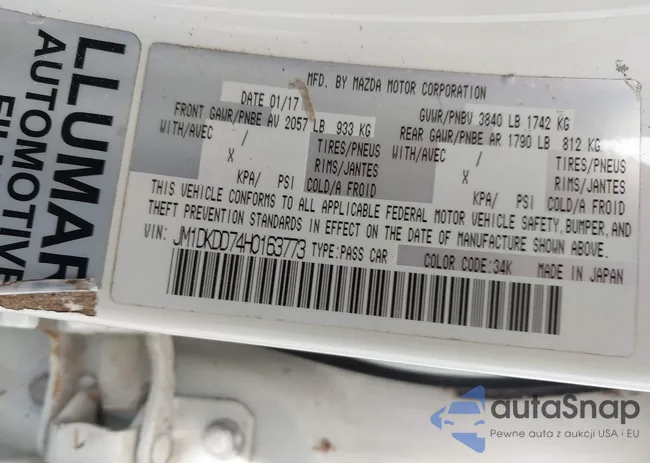 LLUMAR
AUTOMOTIVE
MFD. BY MAZDA MOTOR CORPORATION
DATE 01/17
GVWR/PNBV 3840 LB 1742 KG
FRONT GAWR/PNBE AV 2057 LB 933 KG
REAR GAWR/PNBE AR 1790 LB 812 KG
WITH/AVEC / TIRES/PNEUS
WITH/AVEC / TIRES/PNEUS
X RIMS/JANTES
X RIMS/JANTES
KPA/ PSI COLD/A FROID
KPA/ PSI COLD/A FROID
THIS VEHICLE CONFORMS TO ALL APPLICABLE FEDERAL MOTOR VEHICLE SAFETY, BUMPER, AND
THEFT PREVENTION STANDARDS IN EFFECT ON THE DATE OF MANUFACTURE SHOWN ABOVE.
VIN: JM1DKDD74H0163773 TYPE:PASS CAR COLOR CODE:34K MADE IN JAPAN
autaSnap
Pewne auta z aukcji USA i EU